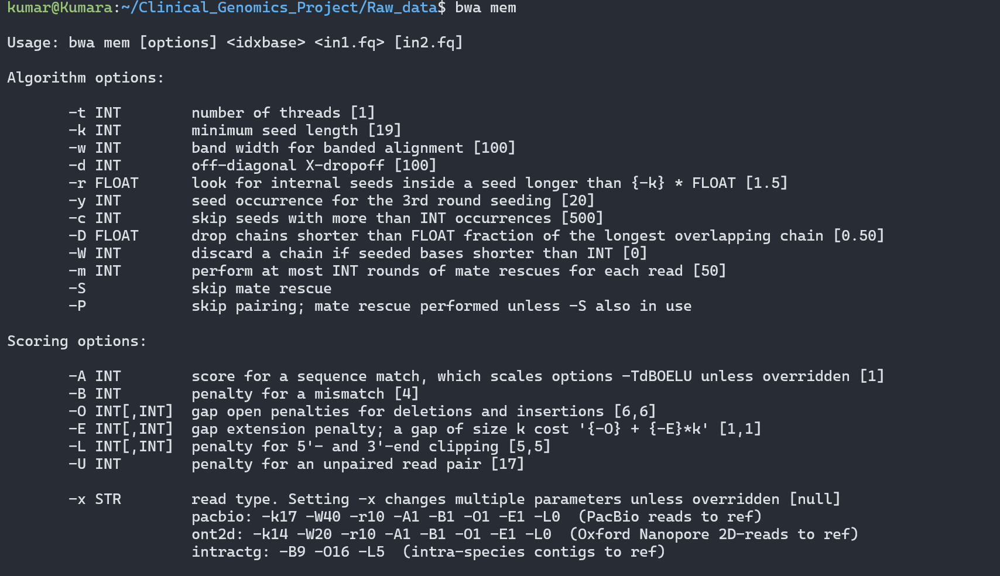 kumar@Kumara:~/Clinical_Genomics_Project/Raw_data$ bwa mem
Usage: bwa mem [options] <idxbase> <in1.fq> [in2.fq]
Algorithm options:
-t INT        number of threads [1]
-k INT        minimum seed length [19]
-w INT        band width for banded alignment [100]
-d INT        off-diagonal X-dropoff [100]
-r FLOAT      look for internal seeds inside a seed longer than {-k} * FLOAT [1.5]
-y INT        seed occurrence for the 3rd round seeding [20]
-c INT        skip seeds with more than INT occurrences [500]
-D FLOAT      drop chains shorter than FLOAT fraction of the longest overlapping chain [0.50]
-W INT        discard a chain if seeded bases shorter than INT [0]
-m INT        perform at most INT rounds of mate rescues for each read [50]
-S            skip mate rescue
-P            skip pairing; mate rescue performed unless -S also in use
Scoring options:
-A INT        score for a sequence match, which scales options -TdBOELU unless overridden [1]
-B INT        penalty for a mismatch [4]
-O INT[,INT]  gap open penalties for deletions and insertions [6,6]
-E INT[,INT]  gap extension penalty; a gap of size k cost '{-O} + {-E}*k' [1,1]
-L INT[,INT]  penalty for 5'- and 3'-end clipping [5,5]
-U INT        penalty for an unpaired read pair [17]
-x STR        read type. Setting -x changes multiple parameters unless overridden [null]
pacbio: -k17 -W40 -r10 -A1 -B1 -O1 -E1 -L0  (PacBio reads to ref)
ont2d: -k14 -W20 -r10 -A1 -B1 -O1 -E1 -L0  (Oxford Nanopore 2D-reads to ref)
intractg: -B9 -O16 -L5  (intra-species contigs to ref)